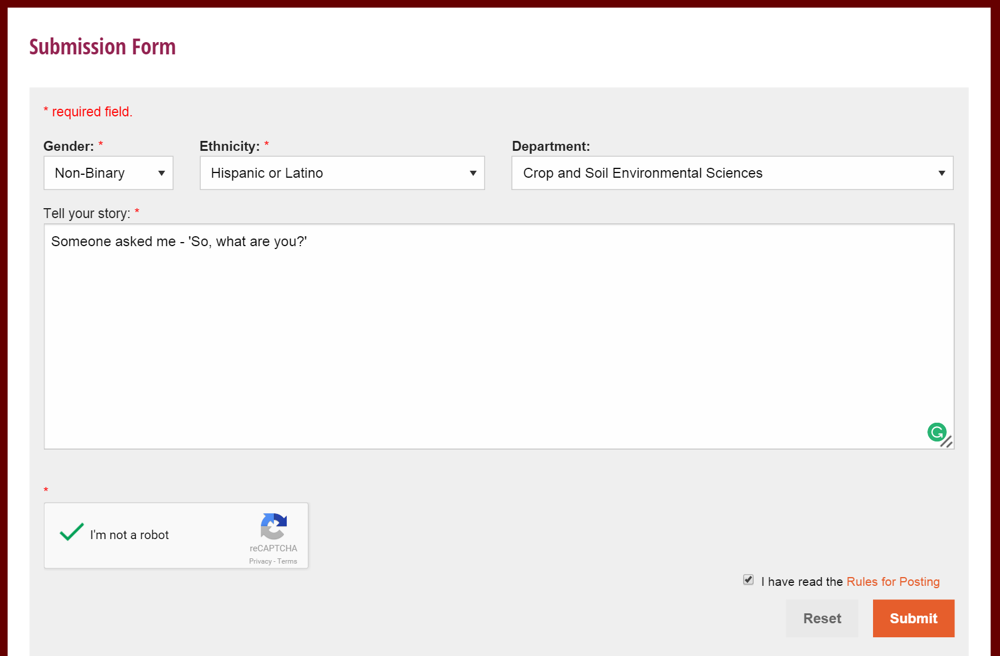 Submission Form
* required field.
Gender: * Ethnicity: * Department:
Non-Binary Hispanic or Latino Crop and Soil Environmental Sciences
Tell your story: *
Someone asked me - 'So, what are you?'
*
I'm not a robot
reCAPTCHA
Privacy - Terms
I have read the Rules for Posting
Reset Submit